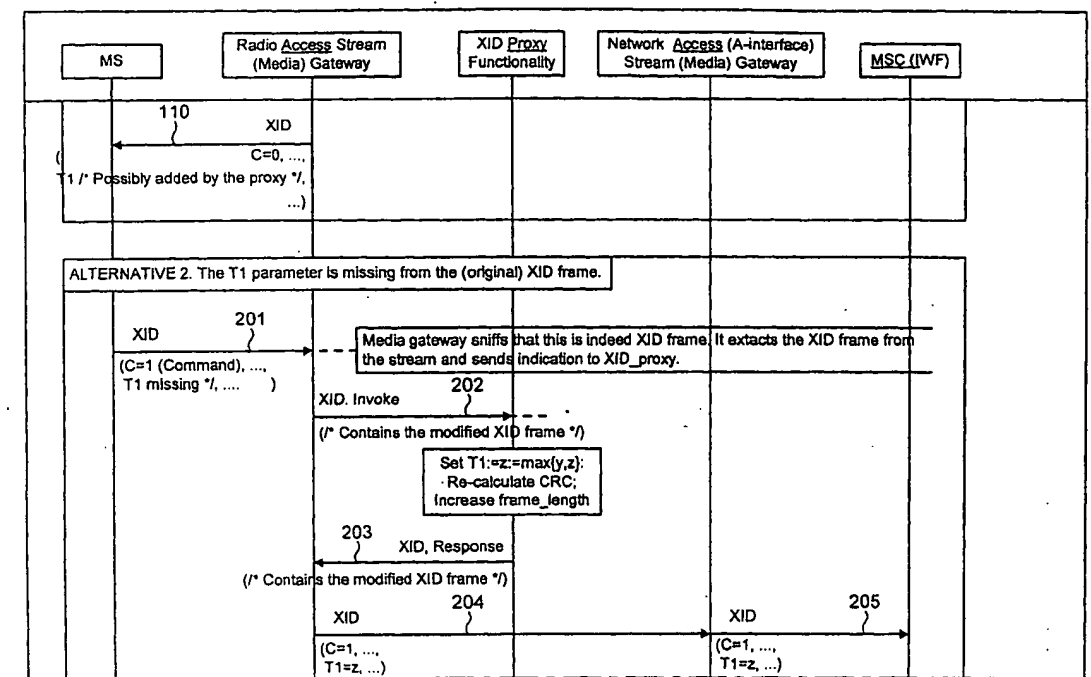 MS
Radio Access Stream
(Media) Gateway
XID Proxy
Functionality
Network Access (A-interface)
Stream (Media) Gateway
MSC (IWF)
110
XID
( C=0, ...,
T1 /* Possibly added by the proxy */,
...)
ALTERNATIVE 2. The T1 parameter is missing from the (original) XID frame.
XID
201
(C=1 (Command), ...,
T1 missing */, .... )
Media gateway sniffs that this is indeed XID frame. It extacts the XID frame from
the stream and sends indication to XID_proxy.
202
XID. Invoke
(/* Contains the modified XID frame */)
Set T1:=z:=max{y,z}:
Re-calculate CRC;
Increase frame_length
203
XID, Response
(/* Contains the modified XID frame */)
XID
204
(C=1, ...,
T1=z, ...)
XID
205
(C=1, ...,
T1=z, ...)